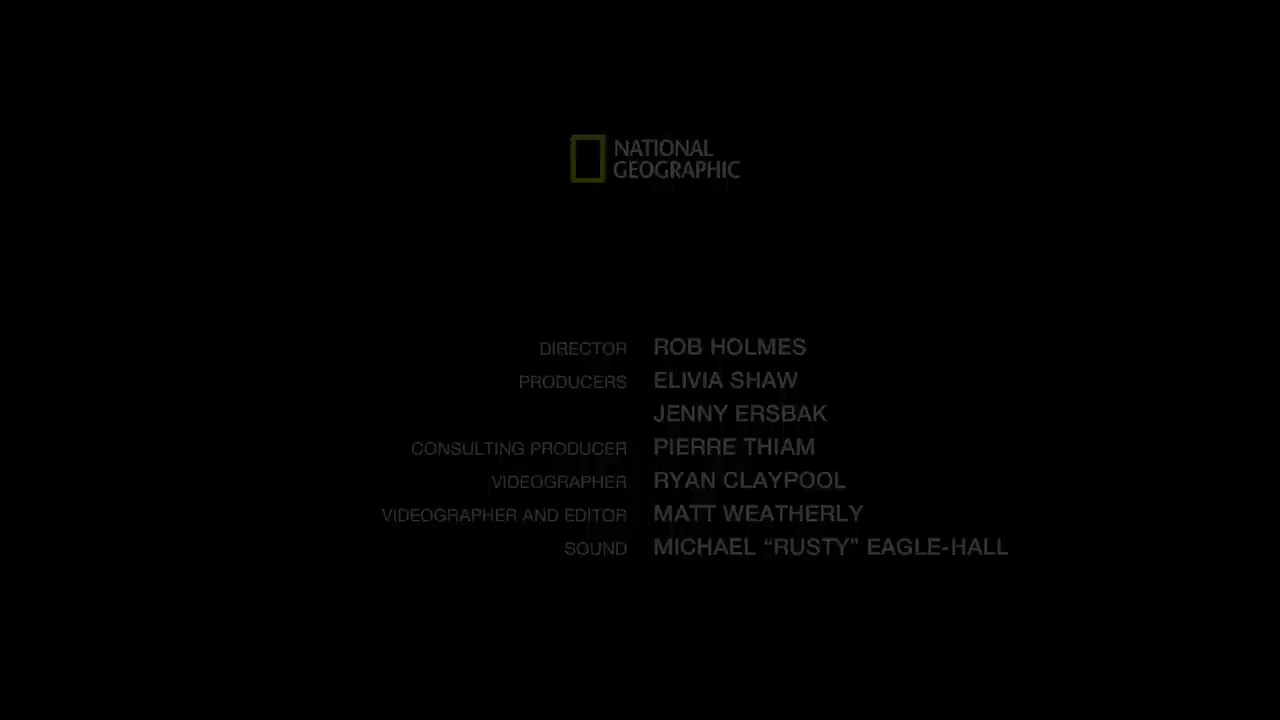 NATIONAL
GEOGRAPHIC
DIRECTOR ROB HOLMES
PRODUCERS ELIVIA SHAW
JENNY ERSBAK
CONSULTING PRODUCER PIERRE THIAM
VIDEOGRAPHER RYAN CLAYPOOL
VIDEOGRAPHER AND EDITOR MATT WEATHERLY
SOUND MICHAEL “RUSTY” EAGLE-HALL